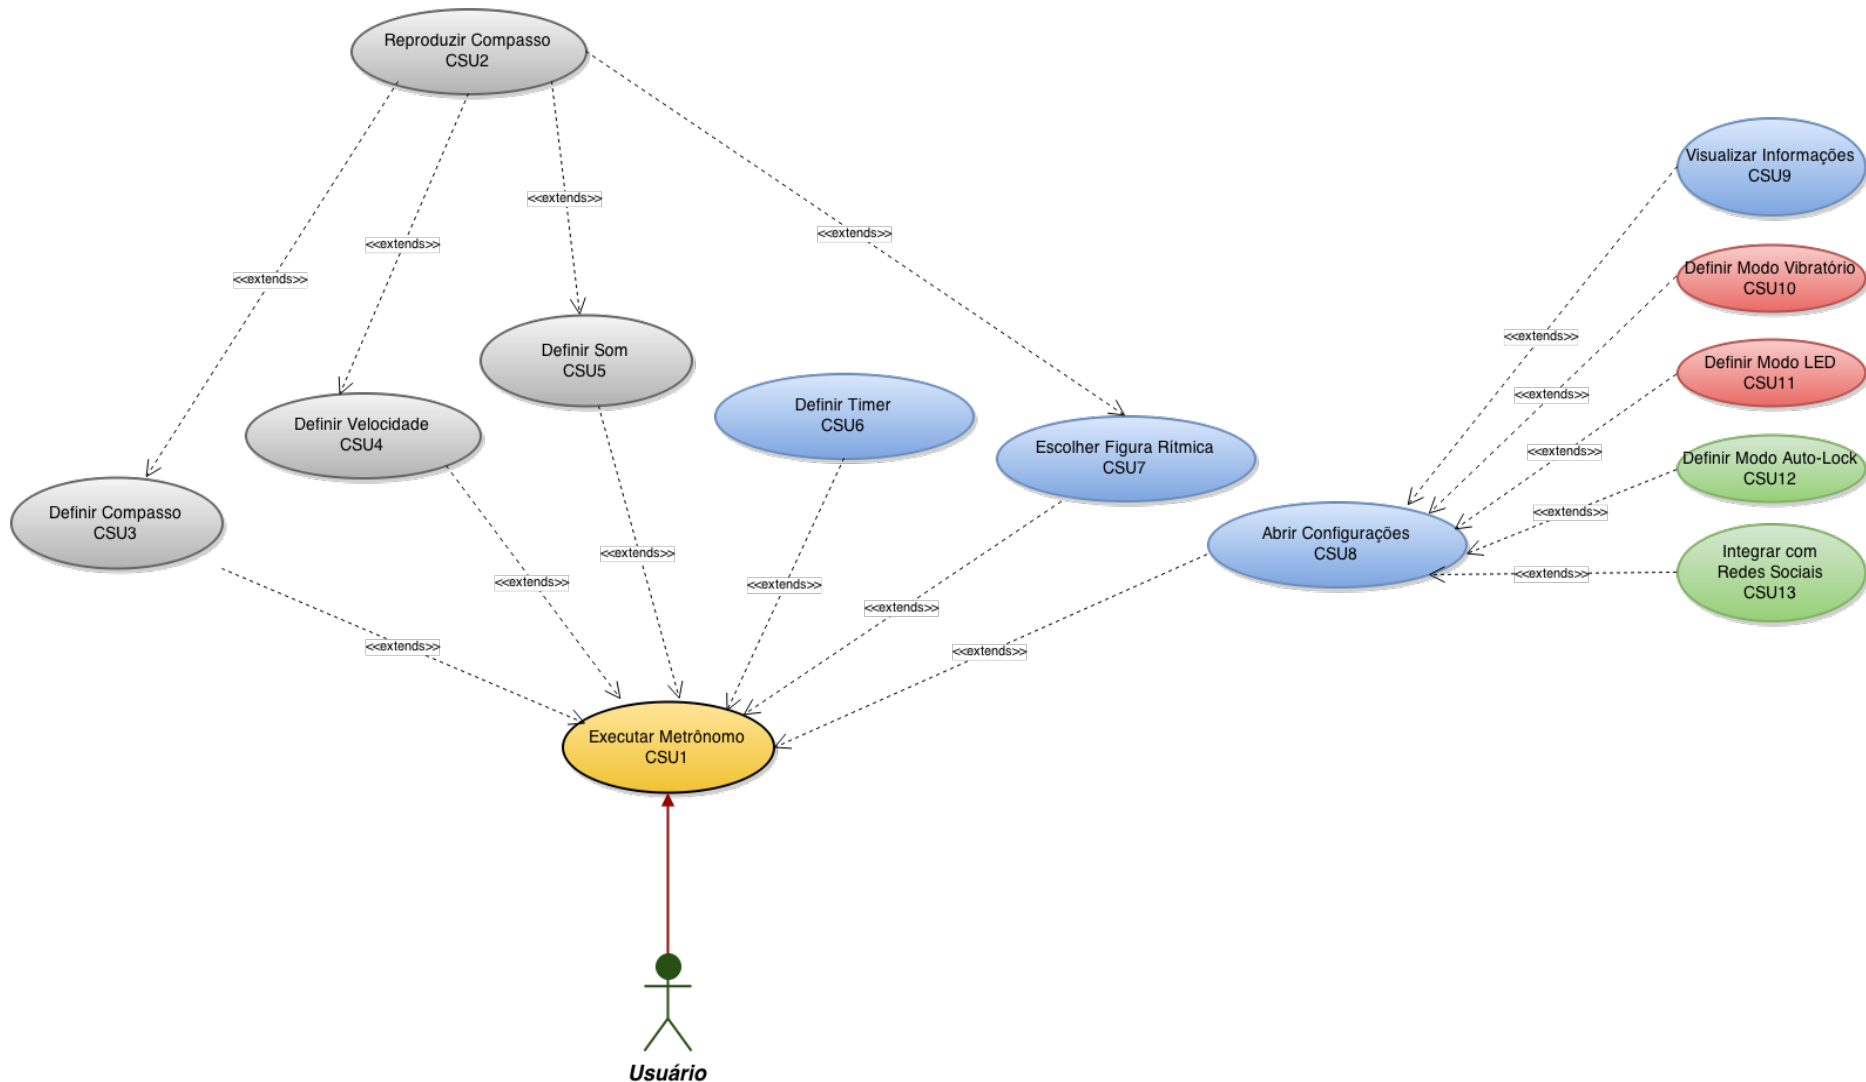 Reproduzir Compasso
CSU2
Visualizar Informações
CSU9
<<extends>>
<<extends>>
<<extends>>
<<extends>>
Definir Modo Vibratório
CSU10
<<extends>>
Definir Som
CSU5
Definir Modo LED
CSU11
<<extends>>
Definir Velocidade
CSU4
Definir Timer
CSU6
Escolher Figura Rítmica
CSU7
<<extends>>
Definir Modo Auto-Lock
CSU12
<<extends>>
Definir Compasso
CSU3
Abrir Configurações
CSU8
Integrar com
Redes Sociais
CSU13
<<extends>>
<<extends>>
<<extends>>
<<extends>>
<<extends>>
<<extends>>
<<extends>>
Executar Metrônomo
CSU1
Usuário